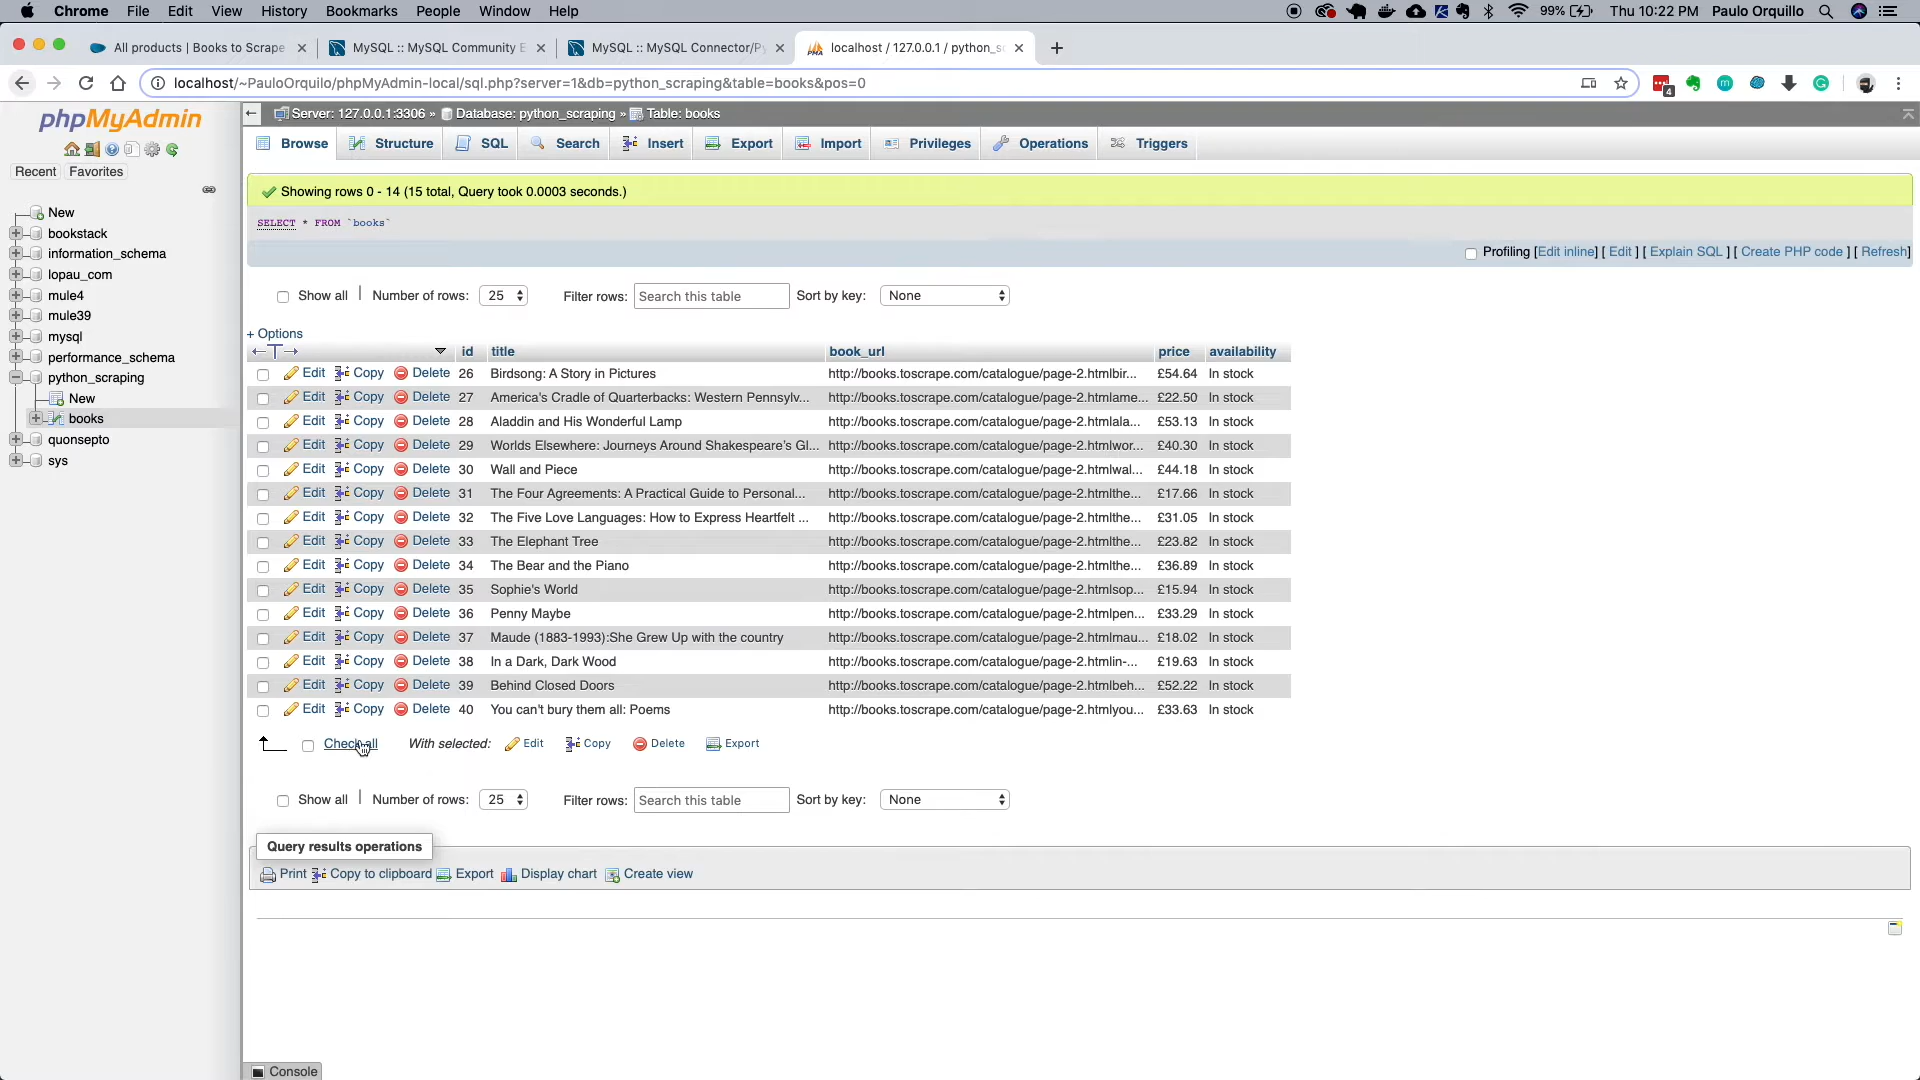 Chrome File Edit View History Bookmarks People Window Help 99% Thu 10:22 PM Paulo Orquillo
All products | Books to Scrape MySQL :: MySQL Community E MySQL :: MySQL Connector/Py localhost / 127.0.0.1 / python_sc
localhost/~PauloOrquilo/phpMyAdmin-local/sql.php?server=1&db=python_scraping&table=books&pos=0 4
phpMyAdmin
Recent Favorites
New
bookstack
information_schema
lopau_com
mule4
mule39
mysql
performance_schema
python_scraping
New
books
quonsepto
sys
Server: 127.0.0.1:3306 » Database: python_scraping » Table: books
Browse Structure SQL Search Insert Export Import Privileges Operations Triggers
Showing rows 0 - 14 (15 total, Query took 0.0003 seconds.)
SELECT * FROM `books`
Profiling [Edit inline] [ Edit ] [ Explain SQL ] [ Create PHP code ] [ Refresh]
Show all | Number of rows: 25 Filter rows: Search this table Sort by key: None
+ Options
←T→ id title book_url price availability
Edit Copy Delete 26 Birdsong: A Story in Pictures http://books.toscrape.com/catalogue/page-2.htmlbir... £54.64 In stock
Edit Copy Delete 27 America's Cradle of Quarterbacks: Western Pennsylv... http://books.toscrape.com/catalogue/page-2.htmlame... £22.50 In stock
Edit Copy Delete 28 Aladdin and His Wonderful Lamp http://books.toscrape.com/catalogue/page-2.htmlala... £53.13 In stock
Edit Copy Delete 29 Worlds Elsewhere: Journeys Around Shakespeare's Gl... http://books.toscrape.com/catalogue/page-2.htmlwor... £40.30 In stock
Edit Copy Delete 30 Wall and Piece http://books.toscrape.com/catalogue/page-2.htmlwal... £44.18 In stock
Edit Copy Delete 31 The Four Agreements: A Practical Guide to Personal... http://books.toscrape.com/catalogue/page-2.htmlthe... £17.66 In stock
Edit Copy Delete 32 The Five Love Languages: How to Express Heartfelt ... http://books.toscrape.com/catalogue/page-2.htmlthe... £31.05 In stock
Edit Copy Delete 33 The Elephant Tree http://books.toscrape.com/catalogue/page-2.htmlthe... £23.82 In stock
Edit Copy Delete 34 The Bear and the Piano http://books.toscrape.com/catalogue/page-2.htmlthe... £36.89 In stock
Edit Copy Delete 35 Sophie's World http://books.toscrape.com/catalogue/page-2.htmlsop... £15.94 In stock
Edit Copy Delete 36 Penny Maybe http://books.toscrape.com/catalogue/page-2.htmlpen... £33.29 In stock
Edit Copy Delete 37 Maude (1883-1993):She Grew Up with the country http://books.toscrape.com/catalogue/page-2.htmlmau... £18.02 In stock
Edit Copy Delete 38 In a Dark, Dark Wood http://books.toscrape.com/catalogue/page-2.htmlin-... £19.63 In stock
Edit Copy Delete 39 Behind Closed Doors http://books.toscrape.com/catalogue/page-2.htmlbeh... £52.22 In stock
Edit Copy Delete 40 You can't bury them all: Poems http://books.toscrape.com/catalogue/page-2.htmlyou... £33.63 In stock
Check all With selected: Edit Copy Delete Export
Show all | Number of rows: 25 Filter rows: Search this table Sort by key: None
Query results operations
Print Copy to clipboard Export Display chart Create view
Console